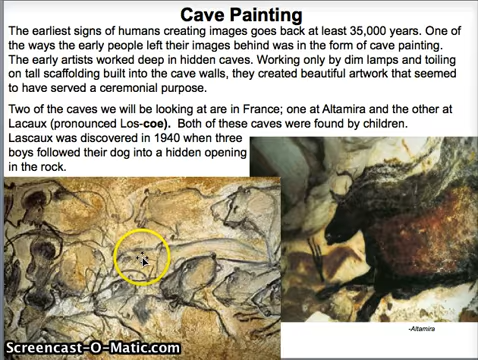 Cave Painting
The earliest signs of humans creating images goes back at least 35,000 years. One of
the ways the early people left their images behind was in the form of cave painting.
The early artists worked deep in hidden caves. Working only by dim lamps and toiling
on tall scaffolding built into the cave walls, they created beautiful artwork that seemed
to have served a ceremonial purpose.
Two of the caves we will be looking at are in France; one at Altamira and the other at
Lacaux (pronounced Los-coe). Both of these caves were found by children.
Lascaux was discovered in 1940 when three
boys followed their dog into a hidden opening
in the rock.
-Altamira
Screencast-O-Matic.com